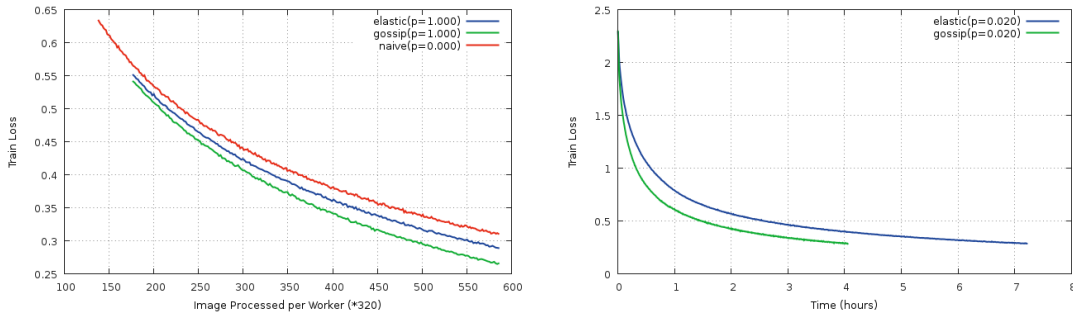 0.65
0.6
0.55
0.5
0.45
0.4
0.35
0.3
0.25
Train Loss
elastic(p=1.000)
gossip(p=1.000)
naive(p=0.000)
100 150 200 250 300 350 400 450 500 550 600
Image Processed per Worker (*320)
2.5
2
1.5
1
0.5
0
Train Loss
elastic(p=0.020)
gossip(p=0.020)
0 1 2 3 4 5 6 7 8
Time (hours)